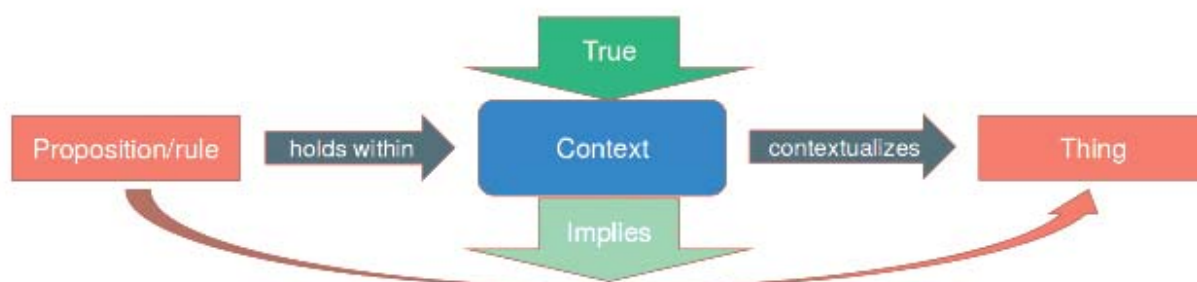 True
Proposition/rule
holds within
Context
contextualizes
Thing
Implies